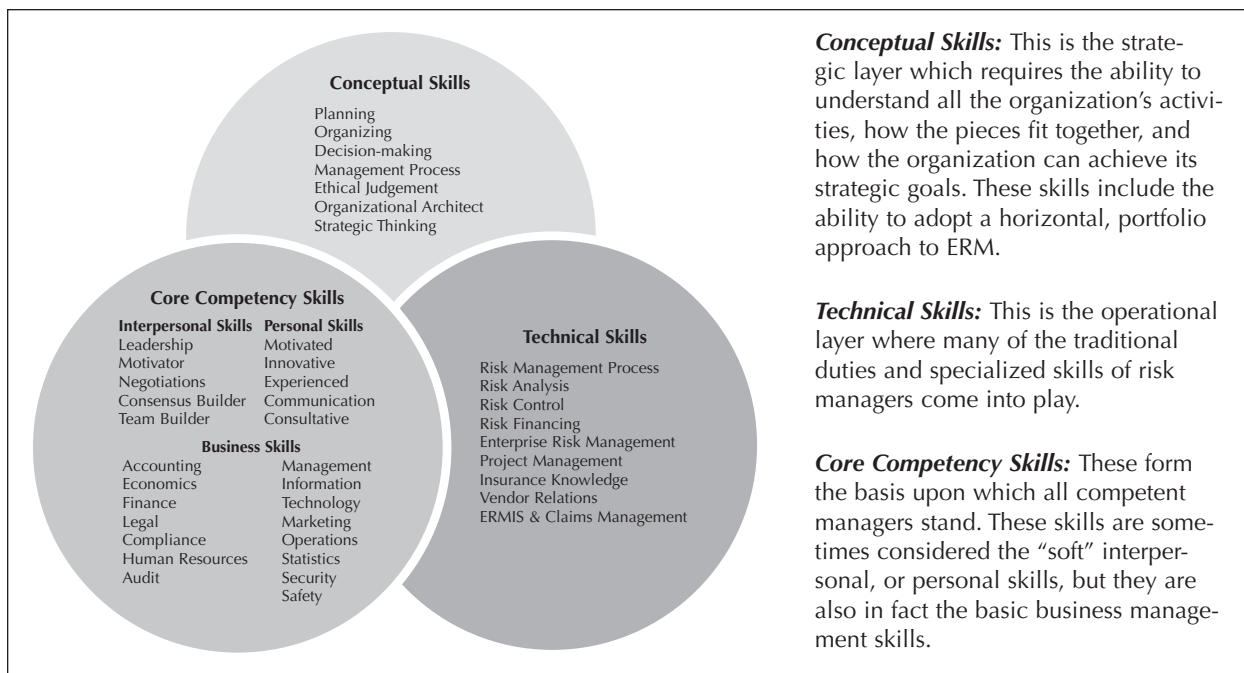 Conceptual Skills
Planning
Organizing
Decision-making
Management Process
Ethical Judgement
Organizational Architect
Strategic Thinking
Core Competency Skills
Interpersonal Skills
Leadership
Motivator
Negotiations
Consensus Builder
Team Builder
Personal Skills
Motivated
Innovative
Experienced
Communication
Consultative
Business Skills
Accounting
Economics
Finance
Legal
Compliance
Human Resources
Audit
Management
Information
Technology
Marketing
Operations
Statistics
Security
Safety
Technical Skills
Risk Management Process
Risk Analysis
Risk Control
Risk Financing
Enterprise Risk Management
Project Management
Insurance Knowledge
Vendor Relations
ERMIS & Claims Management
Conceptual Skills: This is the strate-
gic layer which requires the ability to
understand all the organization's activi-
ties, how the pieces fit together, and
how the organization can achieve its
strategic goals. These skills include the
ability to adopt a horizontal, portfolio
approach to ERM.
Technical Skills: This is the operational
layer where many of the traditional
duties and specialized skills of risk
managers come into play.
Core Competency Skills: These form
the basis upon which all competent
managers stand. These skills are some-
times considered the “soft” interper-
sonal, or personal skills, but they are
also in fact the basic business manage-
ment skills.